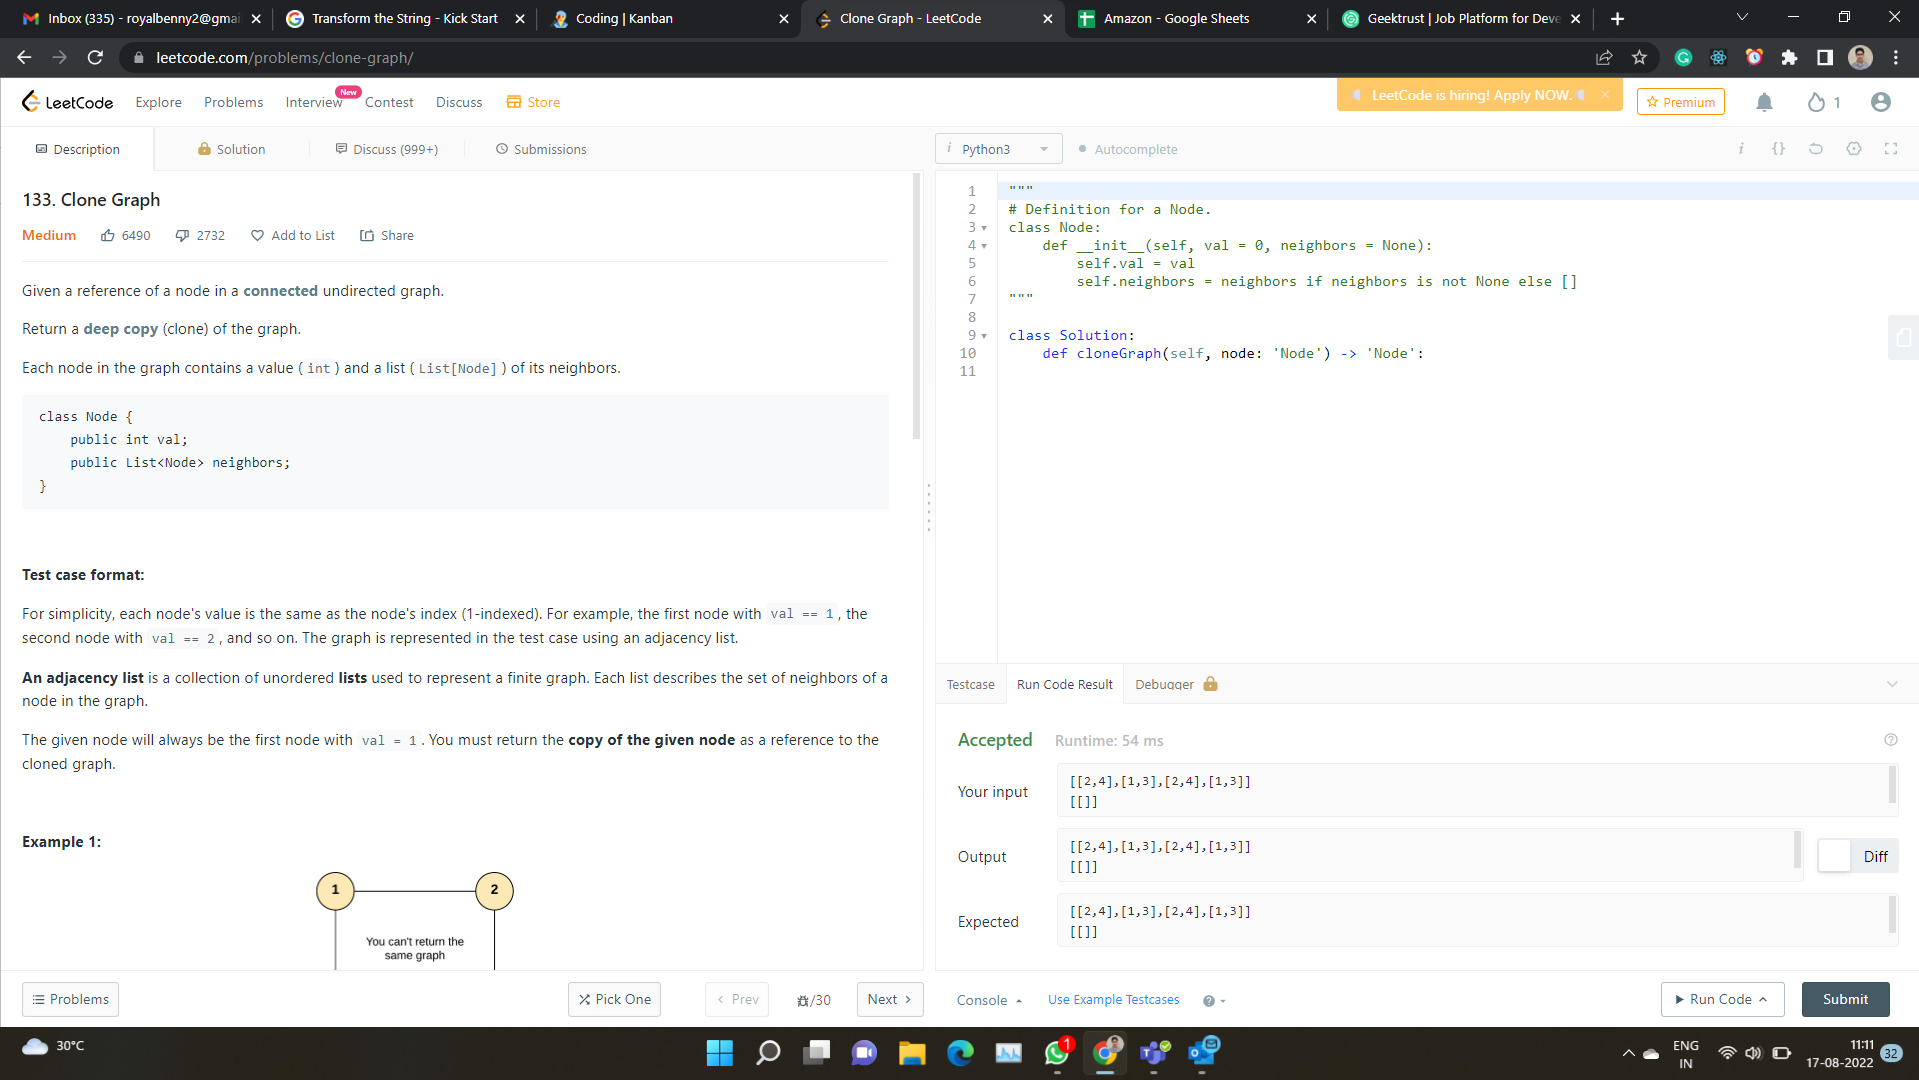 Inbox (335) - royalbenny2@gmai
Transform the String - Kick Start
Coding | Kanban
Clone Graph - LeetCode
Amazon - Google Sheets
Geektrust | Job Platform for Deve
leetcode.com/problems/clone-graph/
LeetCode Explore Problems Interview New Contest Discuss Store
LeetCode is hiring! Apply NOW.
Premium
1
Description Solution Discuss (999+) Submissions
133. Clone Graph
Medium 6490 2732 Add to List Share
Given a reference of a node in a connected undirected graph.
Return a deep copy (clone) of the graph.
Each node in the graph contains a value (int) and a list (List[Node]) of its neighbors.
class Node {
    public int val;
    public List<Node> neighbors;
}
Test case format:
For simplicity, each node's value is the same as the node's index (1-indexed). For example, the first node with val == 1, the
second node with val == 2, and so on. The graph is represented in the test case using an adjacency list.
An adjacency list is a collection of unordered lists used to represent a finite graph. Each list describes the set of neighbors of a
node in the graph.
The given node will always be the first node with val = 1. You must return the copy of the given node as a reference to the
cloned graph.
Example 1:
1 2
You can't return the
same graph
Problems Pick One Prev /30 Next
i Python3 Autocomplete
i {}
1 """
2 # Definition for a Node.
3 class Node:
4     def __init__(self, val = 0, neighbors = None):
5         self.val = val
6         self.neighbors = neighbors if neighbors is not None else []
7 """
8
9 class Solution:
10     def cloneGraph(self, node: 'Node') -> 'Node':
11
Testcase Run Code Result Debugger
Accepted Runtime: 54 ms
Your input
[[2,4],[1,3],[2,4],[1,3]]
[[]]
Output
[[2,4],[1,3],[2,4],[1,3]]
[[]]
Diff
Expected
[[2,4],[1,3],[2,4],[1,3]]
[[]]
Console Use Example Testcases Run Code Submit
30°C
1
ENG
IN
11:11
17-08-2022
32